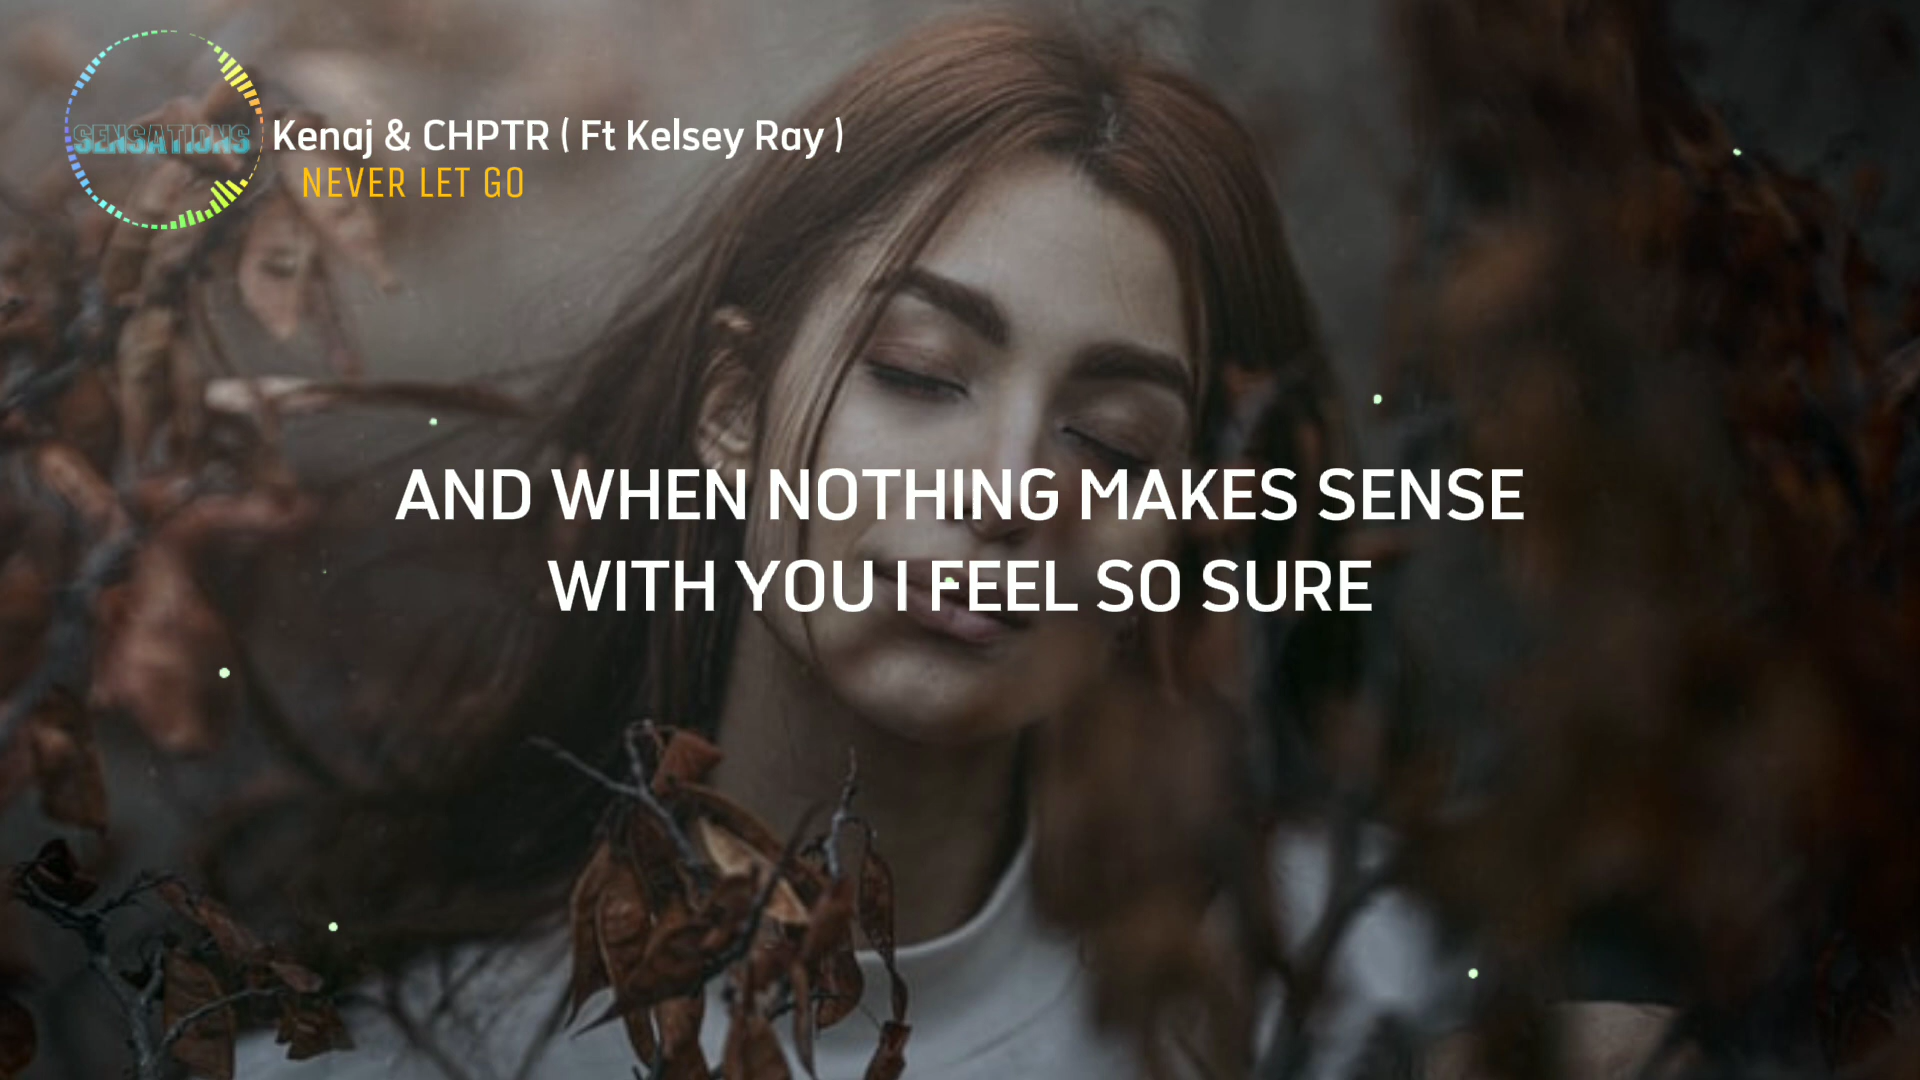 SENSATIONS
Kenaj & CHPTR ( Ft Kelsey Ray )
NEVER LET GO
AND WHEN NOTHING MAKES SENSE
WITH YOU I FEEL SO SURE